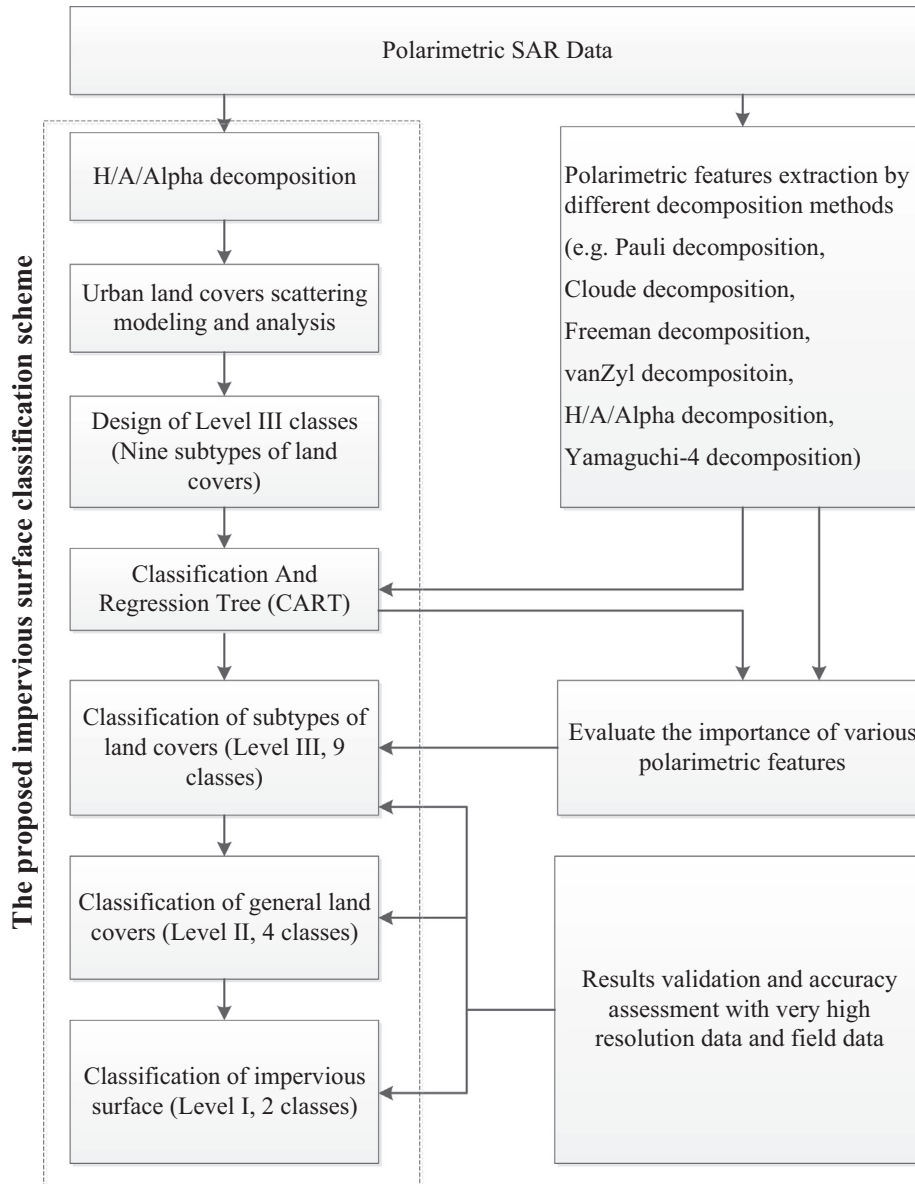 Polarimetric SAR Data
The proposed impervious surface classification scheme
H/A/Alpha decomposition
Urban land covers scattering
modeling and analysis
Design of Level III classes
(Nine subtypes of land
covers)
Classification And
Regression Tree (CART)
Classification of subtypes of
land covers (Level III, 9
classes)
Classification of general land
covers (Level II, 4 classes)
Classification of impervious
surface (Level I, 2 classes)
Polarimetric features extraction by
different decomposition methods
(e.g. Pauli decomposition,
Cloude decomposition,
Freeman decomposition,
vanZyl decompositoin,
H/A/Alpha decomposition,
Yamaguchi-4 decomposition)
Evaluate the importance of various
polarimetric features
Results validation and accuracy
assessment with very high
resolution data and field data